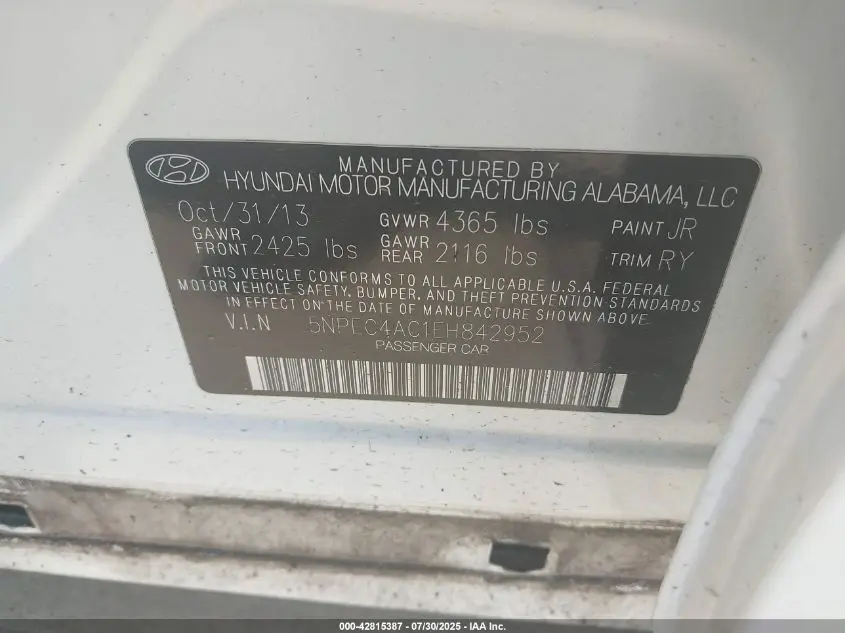 MANUFACTURED BY
HYUNDAI MOTOR MANUFACTURING ALABAMA, LLC
Oct/31/13 GVWR 4365 lbs PAINT JR
GAWR FRONT 2425 lbs GAWR REAR 2116 lbs TRIM RY
THIS VEHICLE CONFORMS TO ALL APPLICABLE U.S.A. FEDERAL
MOTOR VEHICLE SAFETY, BUMPER, AND THEFT PREVENTION STANDARDS
IN EFFECT ON THE DATE OF MANUFACTURE SHOWN ABOVE.
V.I.N 5NPEC4AC1EH842952
PASSENGER CAR
000-42815387 - 07/30/2025 - IAA Inc.